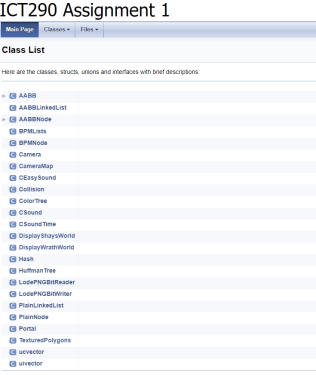 ICT290 Assignment 1
Main Page Classes Files
Class List
Here are the classes, structs, unions and interfaces with brief descriptions:
C AABB
C AABBLinkedList
C AABBNode
C BPMLists
C BPMNode
C Camera
C CameraMap
C CEasySound
C Collision
C ColorTree
C CSound
C CSoundTime
C DisplayShaysWorld
C DisplayWrathWorld
C Hash
C HuffmanTree
C LodePNGBitReader
C LodePNGBitWriter
C PlainLinkedList
C PlainNode
C Portal
C TexturedPolygons
C ucvector
C uivector